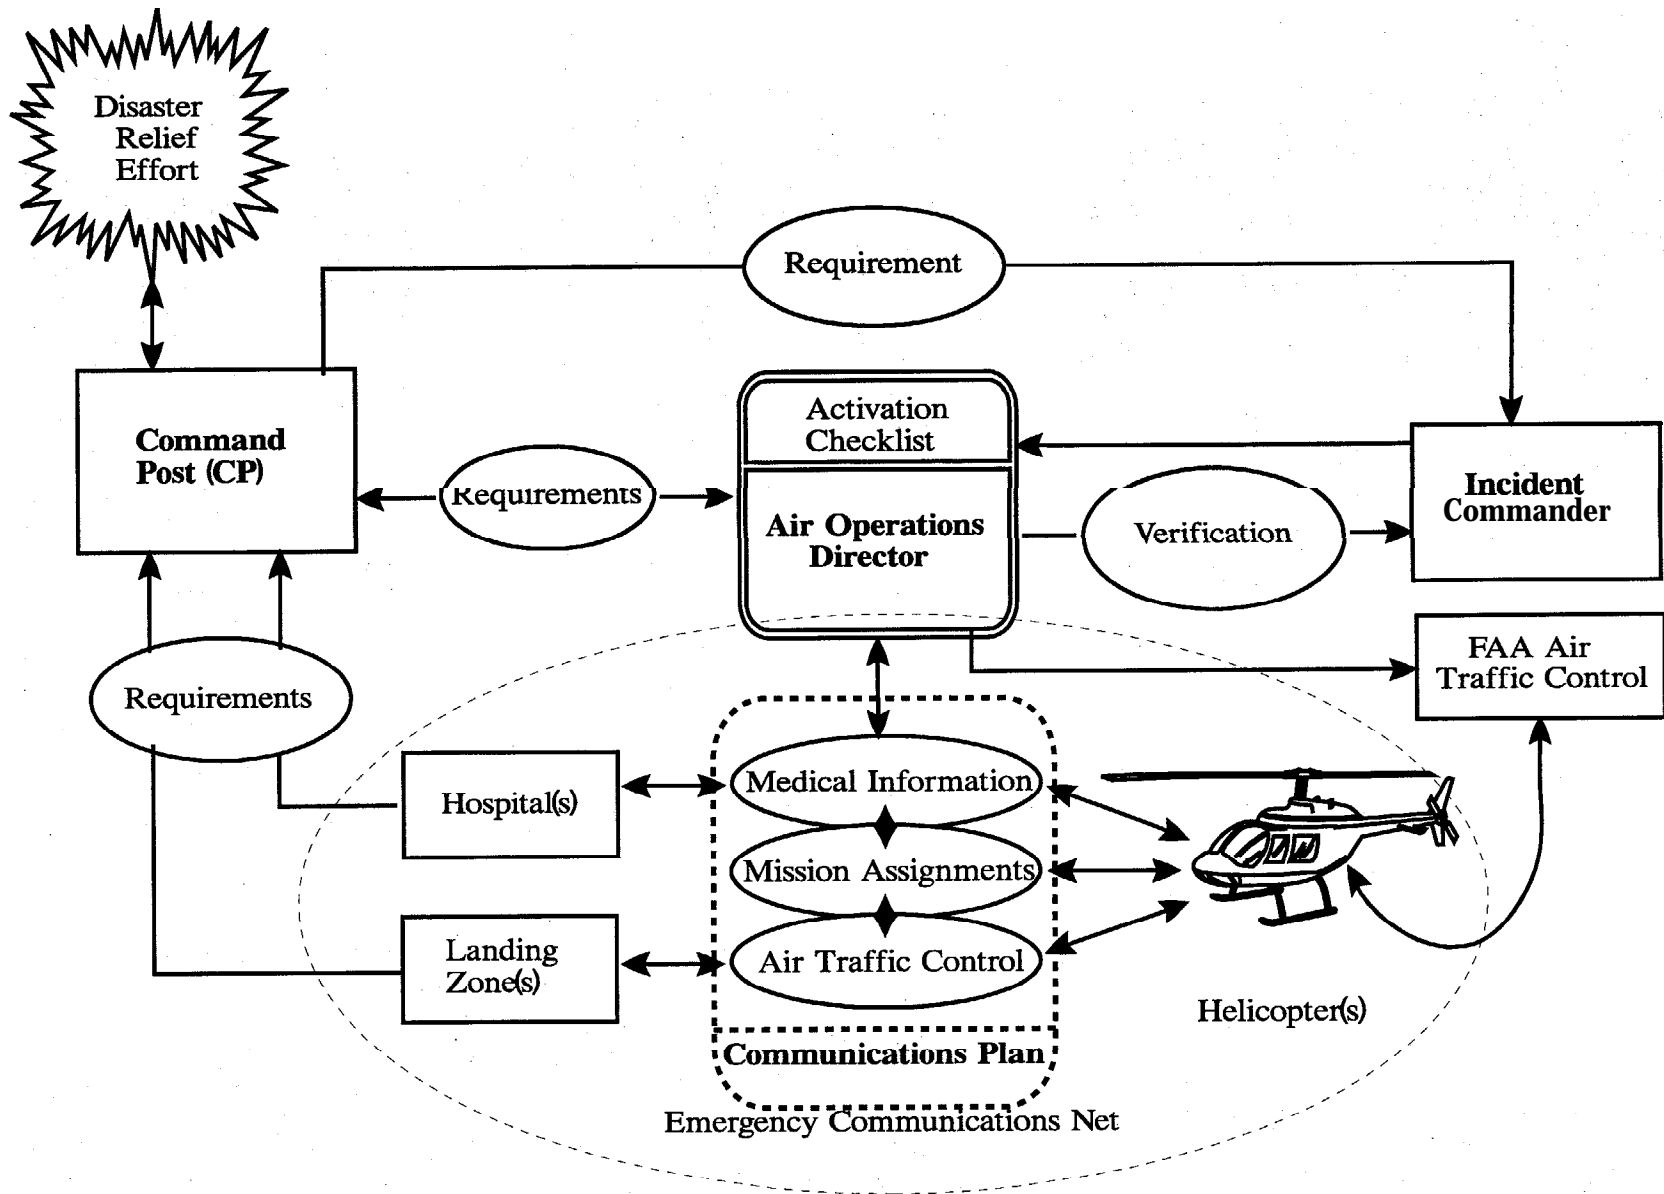 Disaster
Relief
Effort
Requirement
Activation
Checklist
Command
Post (CP)
Requirements
Air Operations
Director
Verification
Incident
Commander
FAA Air
Traffic Control
Requirements
Hospital(s)
Medical Information
Mission Assignments
Landing
Zone(s)
Air Traffic Control
Helicopter(s)
Communications Plan
Emergency Communications Net